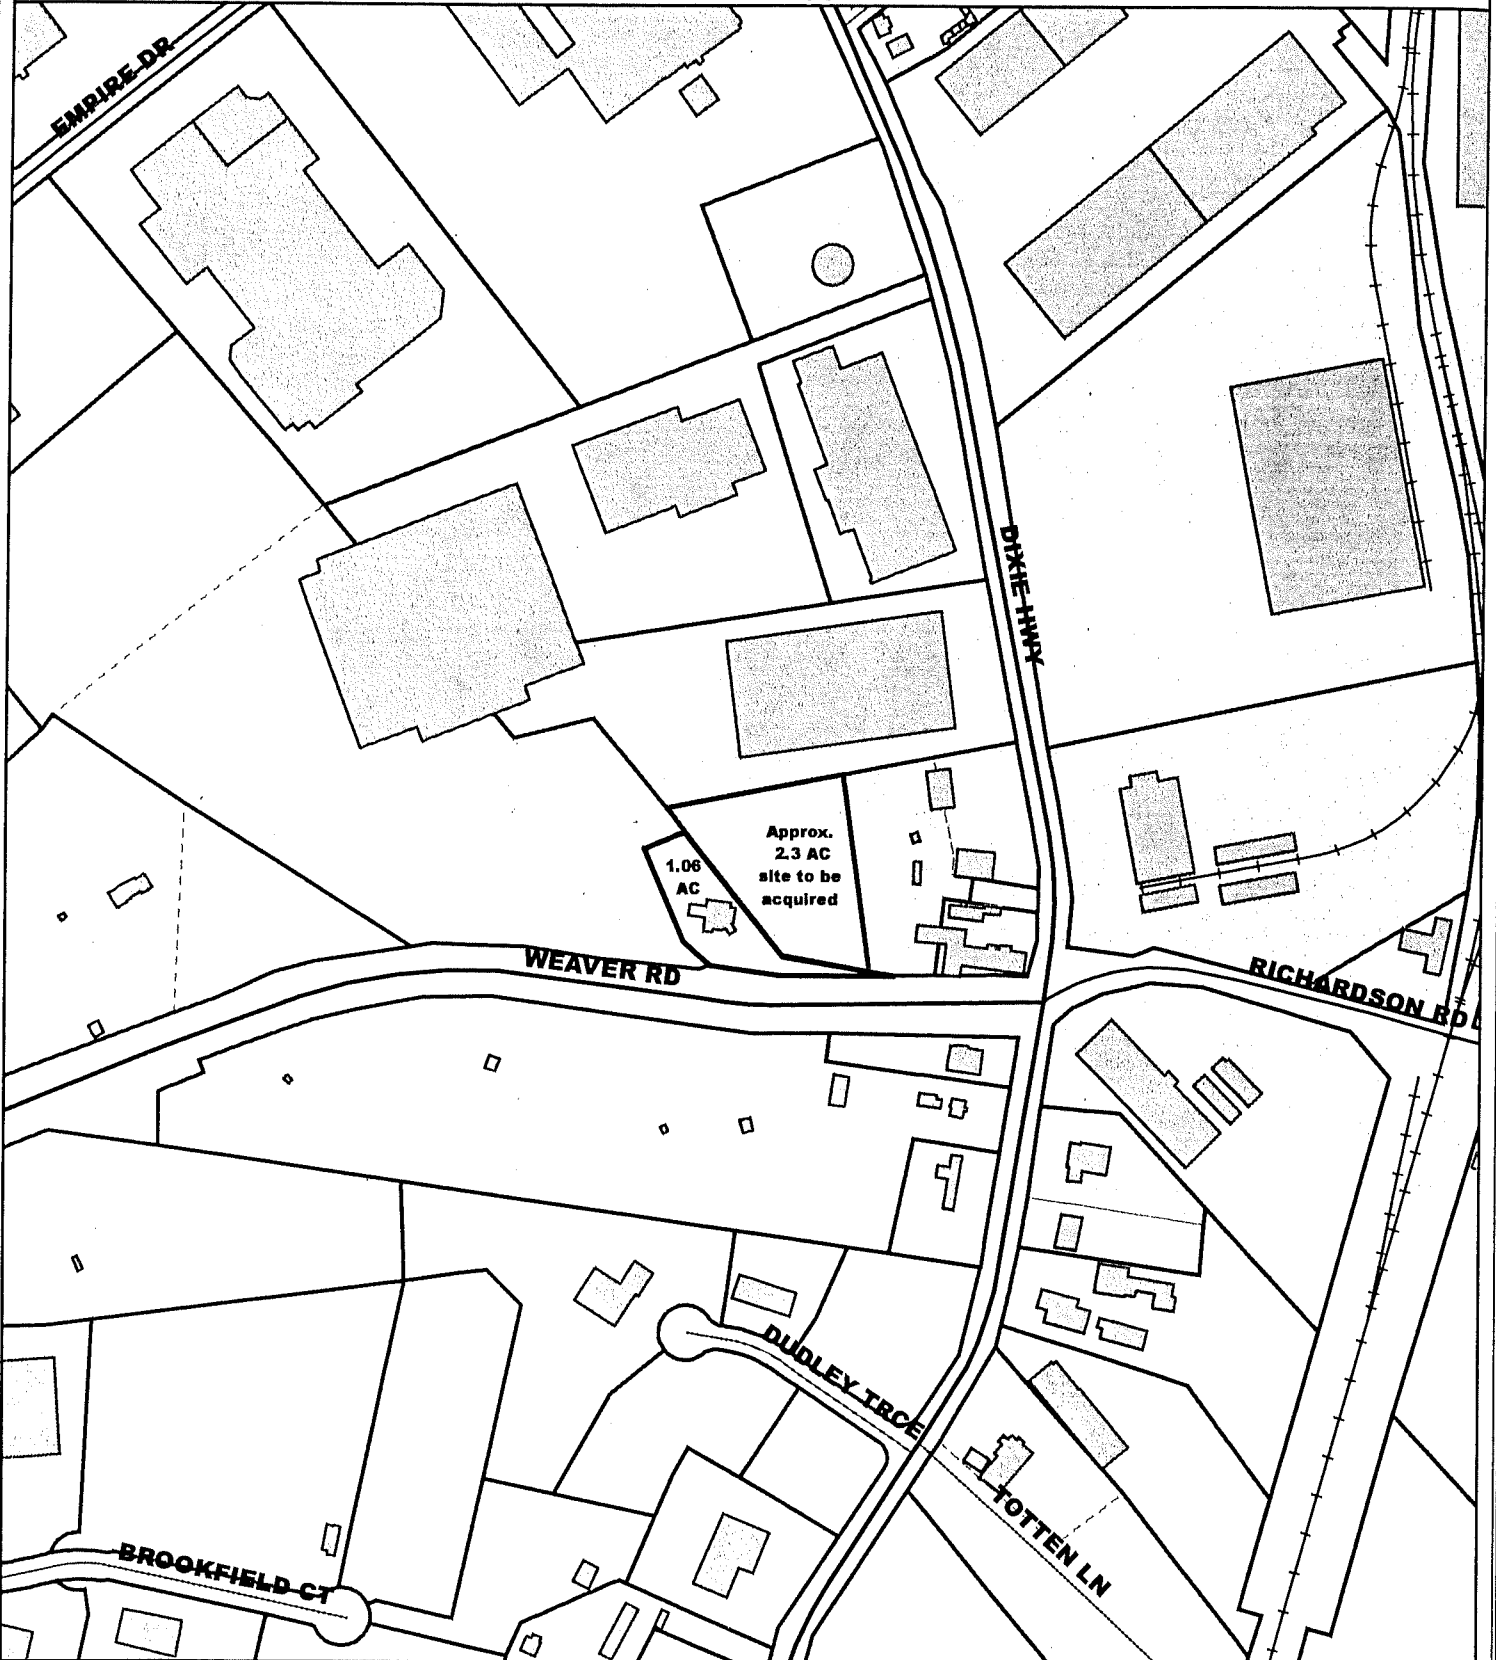 EMPIRE DR
DIXIE HWY
Approx.
2.3 AC
site to be
acquired
1.06
AC
WEAVER RD
RICHARDSON RD
DUDLEY TRCE
TOTTEN LN
BROOKFIELD CT